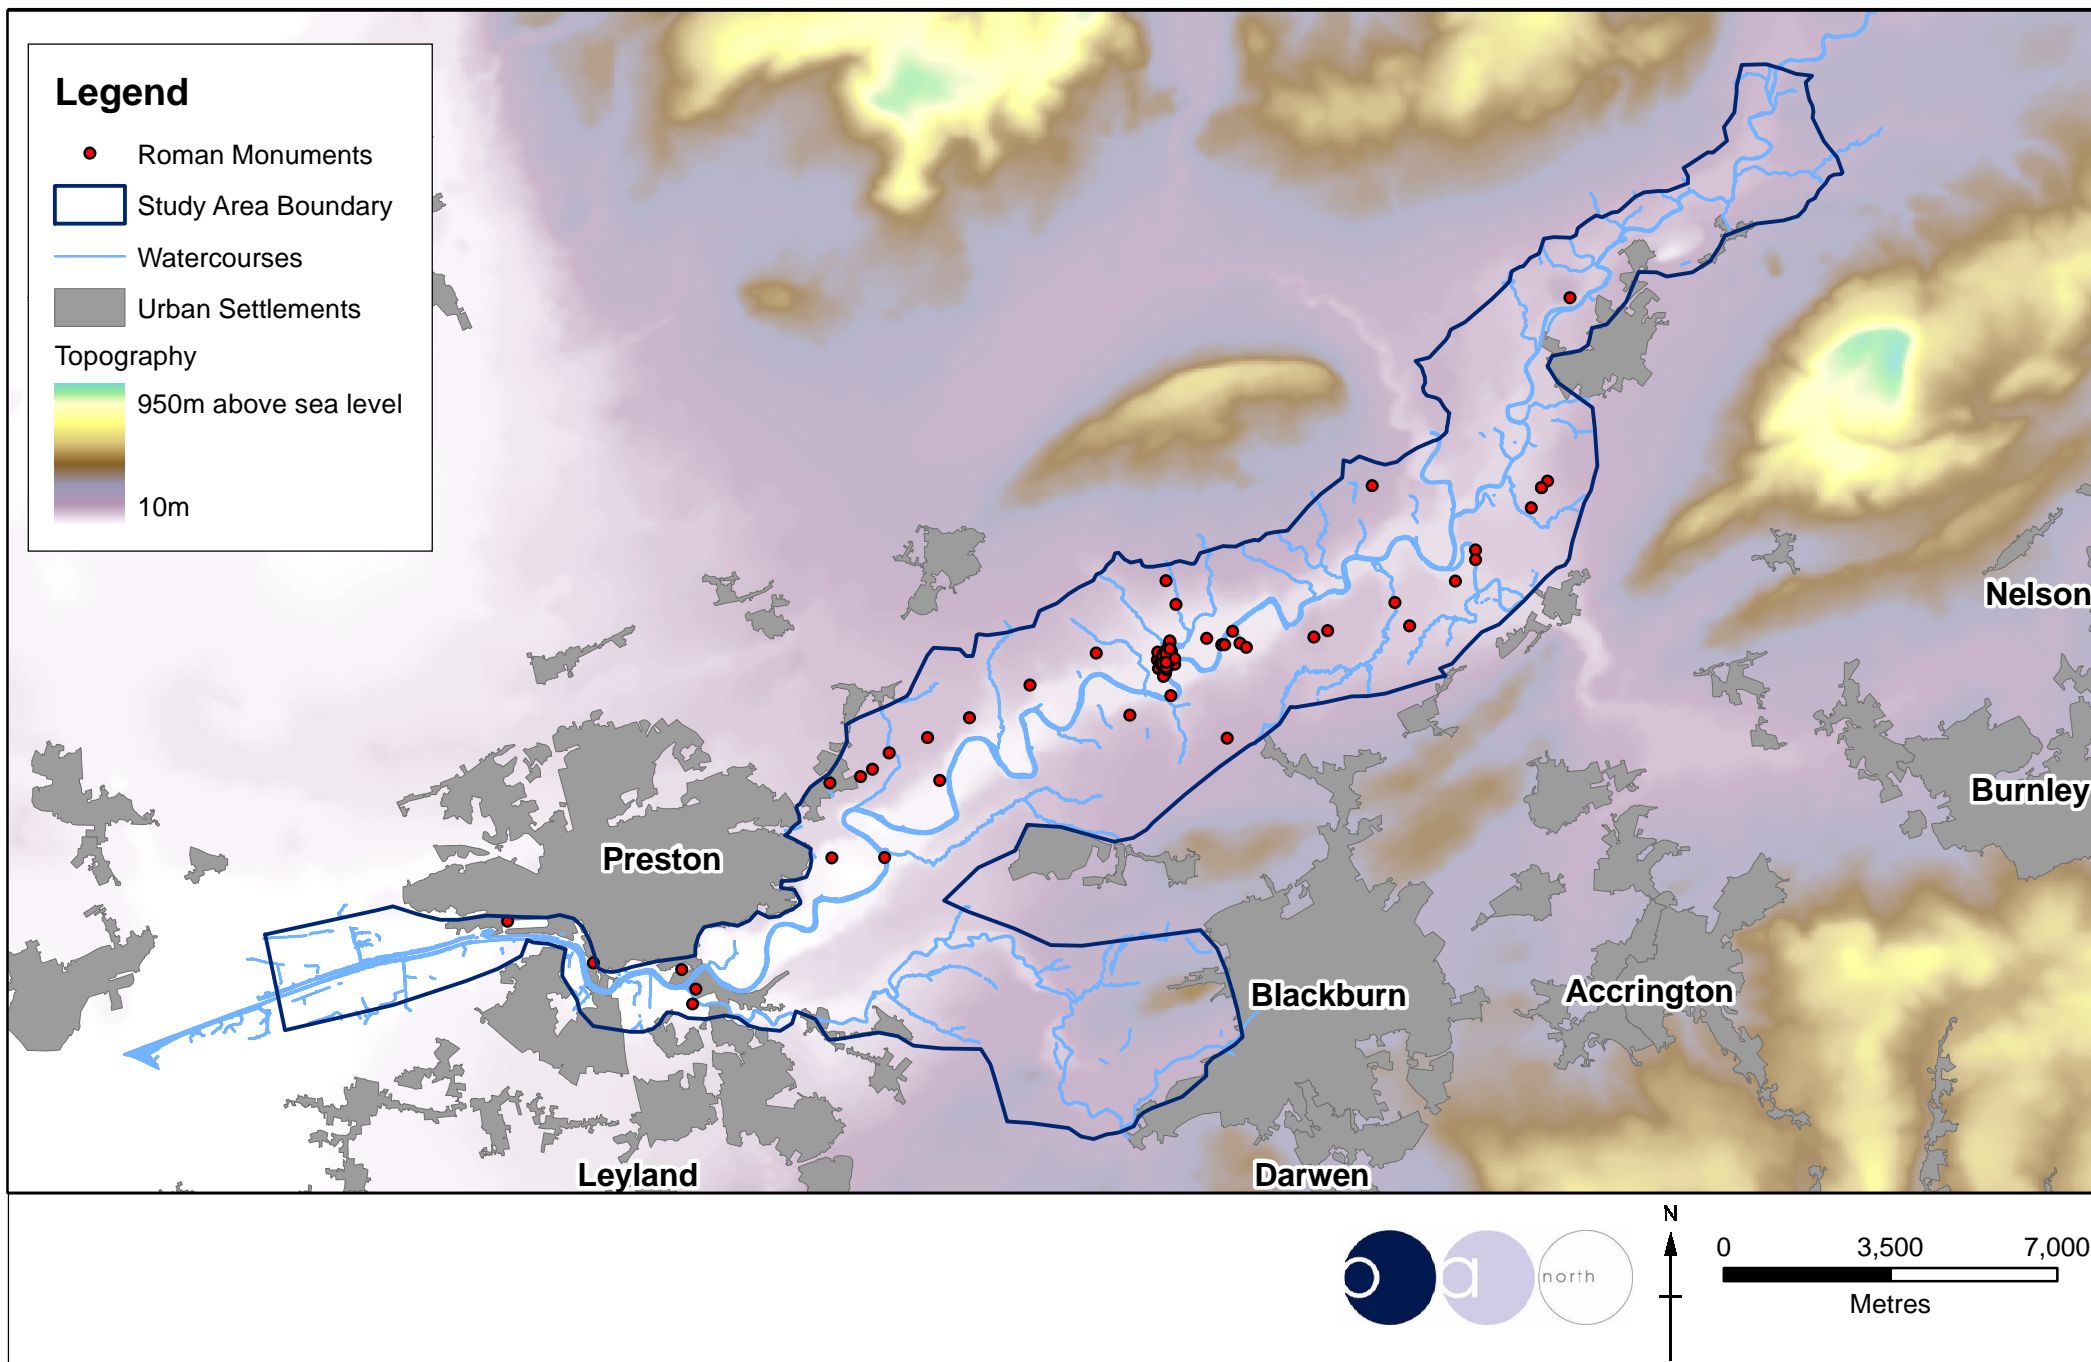 Legend
Roman Monuments
Study Area Boundary
Watercourses
Urban Settlements
Topography
950m above sea level
10m
Nelson
Burnley
Preston
Blackburn
Accrington
Leyland
Darwen
o a north
N
0 3,500 7,000
Metres